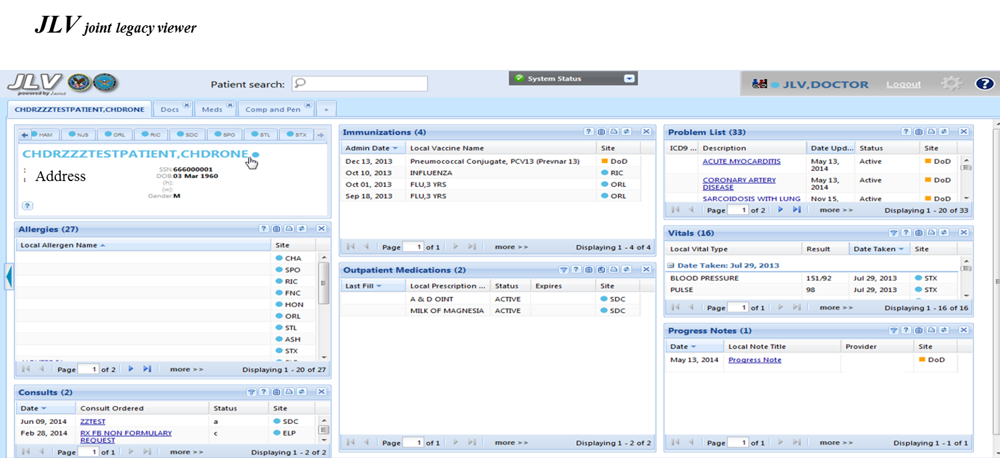 JLV joint legacy viewer
JLV
powered by Janus
Patient search:
System Status
JLV,DOCTOR
Logout
?
CHDRZZZTESTPATIENT,CHDRONE
Docs
Meds
Comp and Pen
+
HAM NJS ORL RIC SDC SPO STL STX
CHDRZZZTESTPATIENT,CHDRONE
Address
SSN:666000001
DOB:03 Mar 1960
(h):
(w):
Gender:M
?
Allergies (27)
Local Allergen Name Site
CHA
SPO
RIC
FNC
HON
ORL
STL
ASH
STX
Page 1 of 2 more >> Displaying 1 - 20 of 27
Consults (2)
Date Consult Ordered Status Site
Jun 09, 2014 ZZTEST a SDC
Feb 28, 2014 RX FB NON FORMULARY c ELP
REQUEST
Page 1 of 1 more >> Displaying 1 - 2 of 2
Immunizations (4)
Admin Date Local Vaccine Name Site
Dec 13, 2013 Pneumococcal Conjugate, PCV13 (Prevnar 13) DoD
Oct 10, 2013 INFLUENZA RIC
Oct 01, 2013 FLU,3 YRS ORL
Sep 18, 2013 FLU,3 YRS ORL
Page 1 of 1 more >> Displaying 1 - 4 of 4
Outpatient Medications (2)
Last Fill Local Prescription ... Status Expires Site
A & D OINT ACTIVE SDC
MILK OF MAGNESIA ACTIVE SDC
Page 1 of 1 more >> Displaying 1 - 2 of 2
Problem List (33)
ICD9 ... Description Date Upd... Status Site
ACUTE MYOCARDITIS May 13, Active DoD
2014
CORONARY ARTERY May 13, Active DoD
DISEASE 2014
SARCOIDOSIS WITH LUNG Nov 15, Active DoD
Page 1 of 2 more >> Displaying 1 - 20 of 33
Vitals (16)
Local Vital Type Result Date Taken Site
Date Taken: Jul 29, 2013
BLOOD PRESSURE 151/92 Jul 29, 2013 STX
PULSE 98 Jul 29, 2013 STX
Page 1 of 1 more >> Displaying 1 - 16 of 16
Progress Notes (1)
Date Local Note Title Provider Site
May 13, 2014 Progress Note DoD
Page 1 of 1 more >> Displaying 1 - 1 of 1